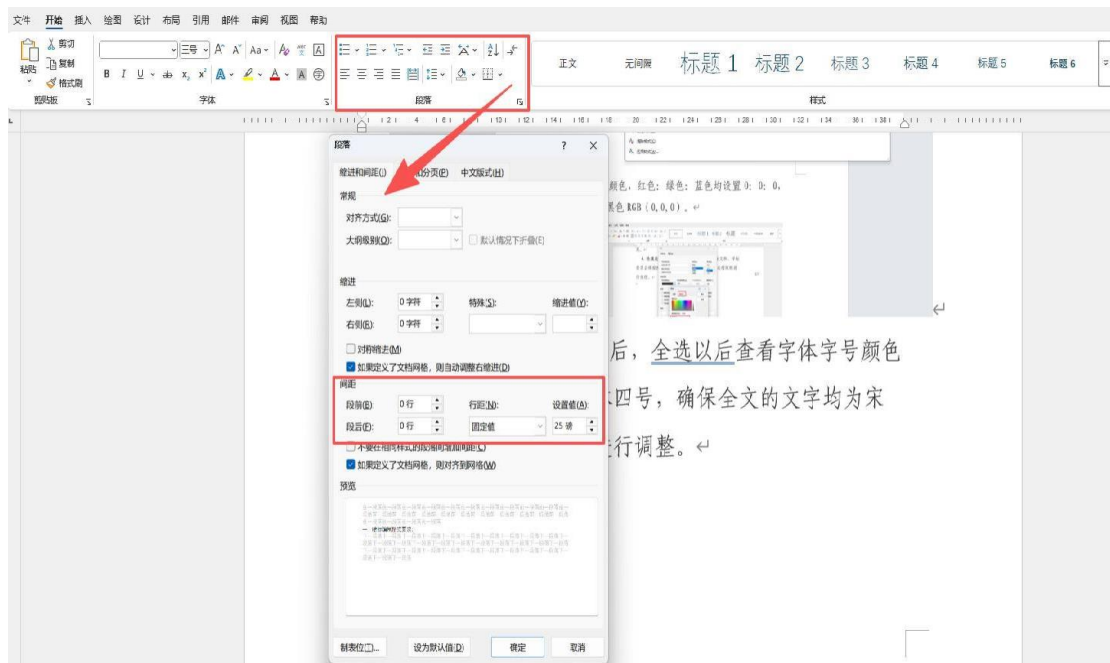 文件 开始 插入 绘图 设计 布局 引用 邮件 审阅 视图 帮助
剪切
复制
粘贴
格式刷
三号
B I U ab x₂ x² A A A
剪贴板 字体 段落 样式
正文 无间隔 标题 1 标题 2 标题 3 标题 4 标题 5 标题 6
段落 ? ×
缩进和间距(I) 分页(P) 中文版式(H)
常规
对齐方式(G):
大纲级别(O): 默认情况下折叠(E)
缩进
左侧(L): 0 字符 特殊(S): 缩进值(Y):
右侧(R): 0 字符
对称缩进(M)
如果定义了文档网格，则自动调整右缩进(D)
间距
段前(B): 0 行 行距(N): 设置值(A):
段后(F): 0 行 固定值 25 磅
不要在相同样式的段落间增加间距(C)
如果定义了文档网格，则对齐到网格(W)
预览
制表位(T)... 设为默认值(D) 确定 取消
颜色，红色；绿色；蓝色均设置 0；0；0，
黑色 RGB（0,0,0）。
后，全选以后查看字体字号颜色
四号，确保全文的文字均为宋
行调整。